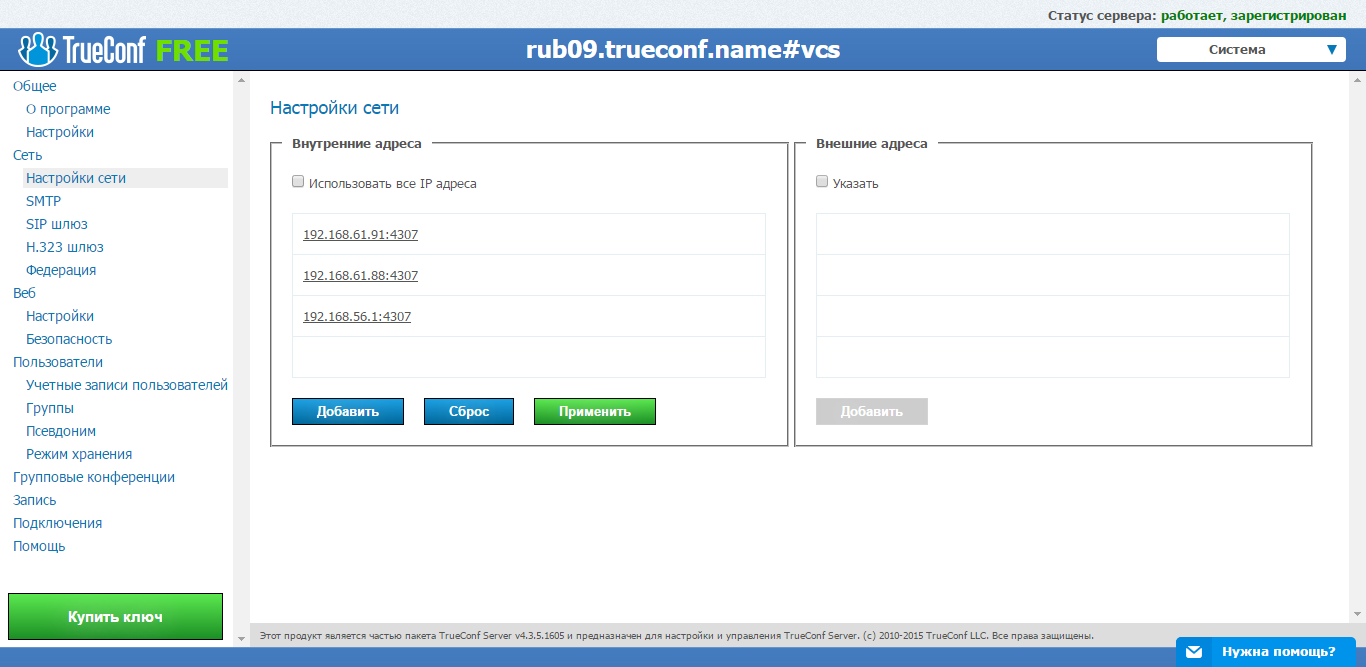 Статус сервера: работает, зарегистрирован
TrueConf FREE
rub09.trueconf.name#vcs
Система
Общее
О программе
Настройки
Сеть
Настройки сети
SMTP
SIP шлюз
H.323 шлюз
Федерация
Веб
Настройки
Безопасность
Пользователи
Учетные записи пользователей
Группы
Псевдоним
Режим хранения
Групповые конференции
Запись
Подключения
Помощь
Купить ключ
Настройки сети
Внутренние адреса
Использовать все IP адреса
192.168.61.91:4307
192.168.61.88:4307
192.168.56.1:4307
Добавить
Сброс
Применить
Внешние адреса
Указать
Добавить
Этот продукт является частью пакета TrueConf Server v4.3.5.1605 и предназначен для настройки и управления TrueConf Server. (c) 2010-2015 TrueConf LLC. Все права защищены.
Нужна помощь?